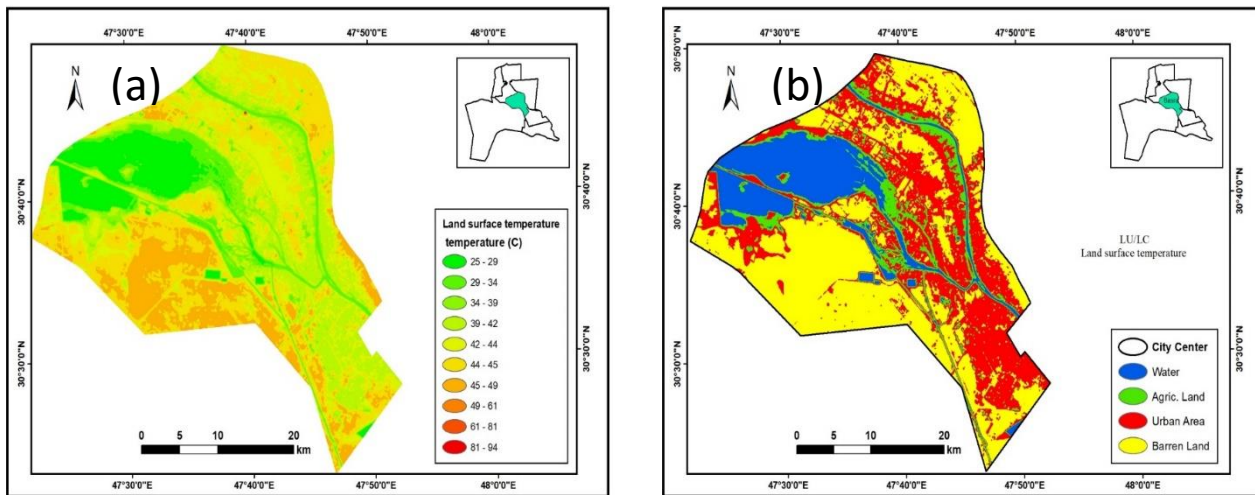 (a)
47°30'0"E 47°40'0"E 47°50'0"E 48°0'0"E
N
30°40'0"N
30°30'0"N
30°40'0"N
30°30'0"N
Land surface temperature
temperature (C)
25 - 29
29 - 34
34 - 39
39 - 42
42 - 44
44 - 45
45 - 49
49 - 61
61 - 81
81 - 94
0 5 10 20
km
47°30'0"E 47°40'0"E 47°50'0"E 48°0'0"E
(b)
47°30'0"E 47°40'0"E 47°50'0"E 48°0'0"E
N
30°50'0"N
30°40'0"N
30°30'0"N
30°40'0"N
30°30'0"N
LU/LC
Land surface temperature
City Center
Water
Agric. Land
Urban Area
Barren Land
0 5 10 20
km
47°30'0"E 47°40'0"E 47°50'0"E 48°0'0"E